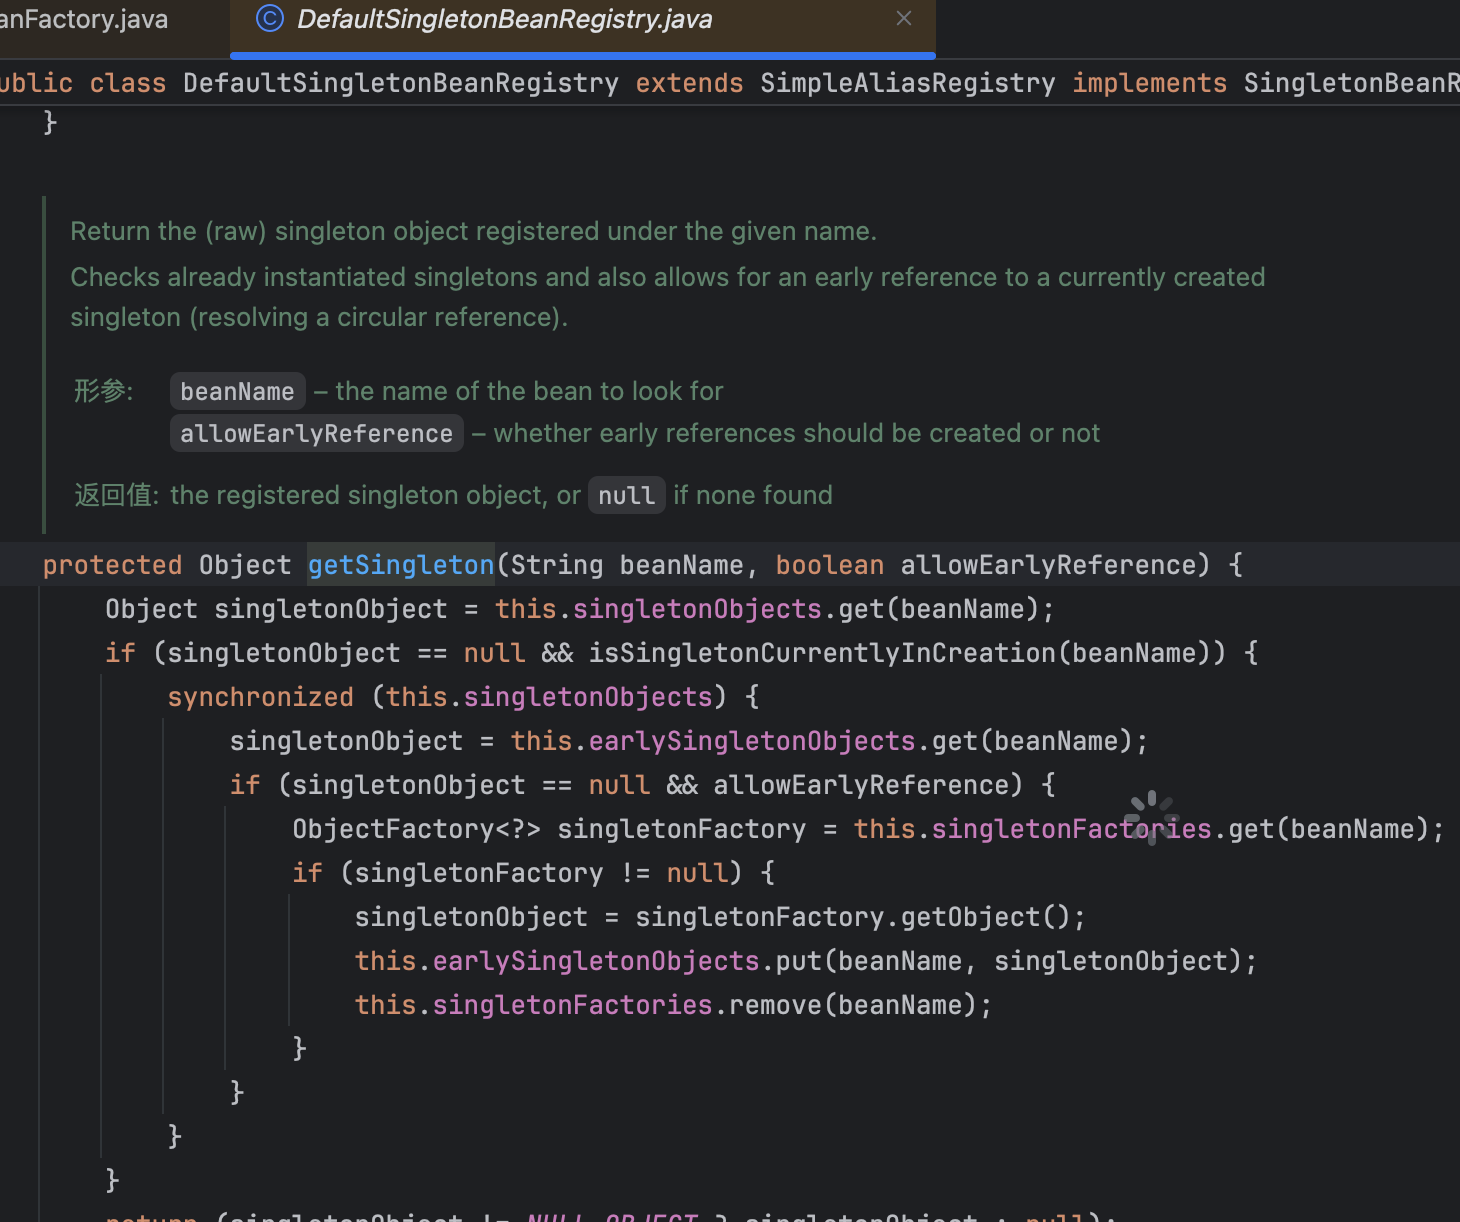 anFactory.java
DefaultSingletonBeanRegistry.java
ublic class DefaultSingletonBeanRegistry extends SimpleAliasRegistry implements SingletonBeanR
}
Return the (raw) singleton object registered under the given name.
Checks already instantiated singletons and also allows for an early reference to a currently created
singleton (resolving a circular reference).
形参: beanName – the name of the bean to look for
allowEarlyReference – whether early references should be created or not
返回值: the registered singleton object, or null if none found
protected Object getSingleton(String beanName, boolean allowEarlyReference) {
Object singletonObject = this.singletonObjects.get(beanName);
if (singletonObject == null && isSingletonCurrentlyInCreation(beanName)) {
synchronized (this.singletonObjects) {
singletonObject = this.earlySingletonObjects.get(beanName);
if (singletonObject == null && allowEarlyReference) {
ObjectFactory<?> singletonFactory = this.singletonFactories.get(beanName);
if (singletonFactory != null) {
singletonObject = singletonFactory.getObject();
this.earlySingletonObjects.put(beanName, singletonObject);
this.singletonFactories.remove(beanName);
}
}
}
}
return (singletonObject != NULL_OBJECT ? singletonObject : null);